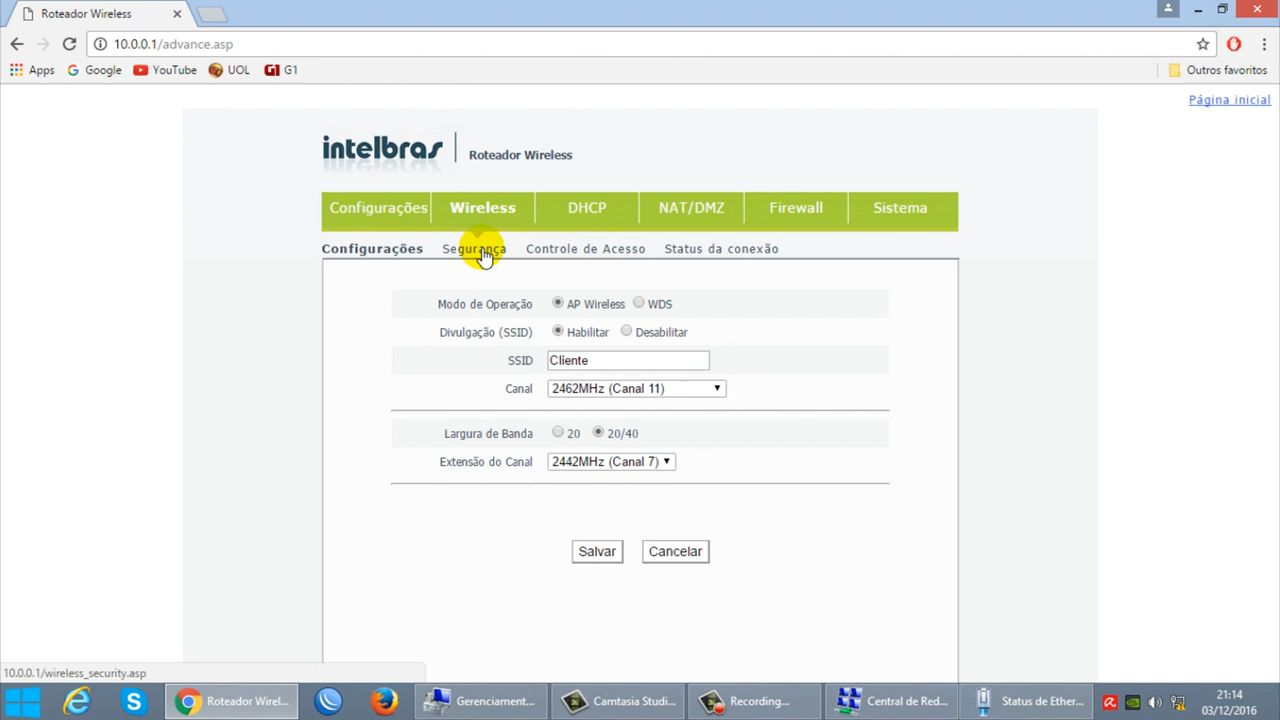 Roteador Wireless
10.0.0.1/advance.asp
Apps Google YouTube UOL G1 G1 Outros favoritos
Página inicial
intelbras Roteador Wireless
Configurações Wireless DHCP NAT/DMZ Firewall Sistema
Configurações Segurança Controle de Acesso Status da conexão
Modo de Operação AP Wireless WDS
Divulgação (SSID) Habilitar Desabilitar
SSID Cliente
Canal 2462MHz (Canal 11)
Largura de Banda 20 20/40
Extensão do Canal 2442MHz (Canal 7)
Salvar Cancelar
10.0.0.1/wireless_security.asp
Roteador Wirel... Gerenciament... Camtasia Studi... Recording... Central de Red... Status de Ether... 21:14
03/12/2016